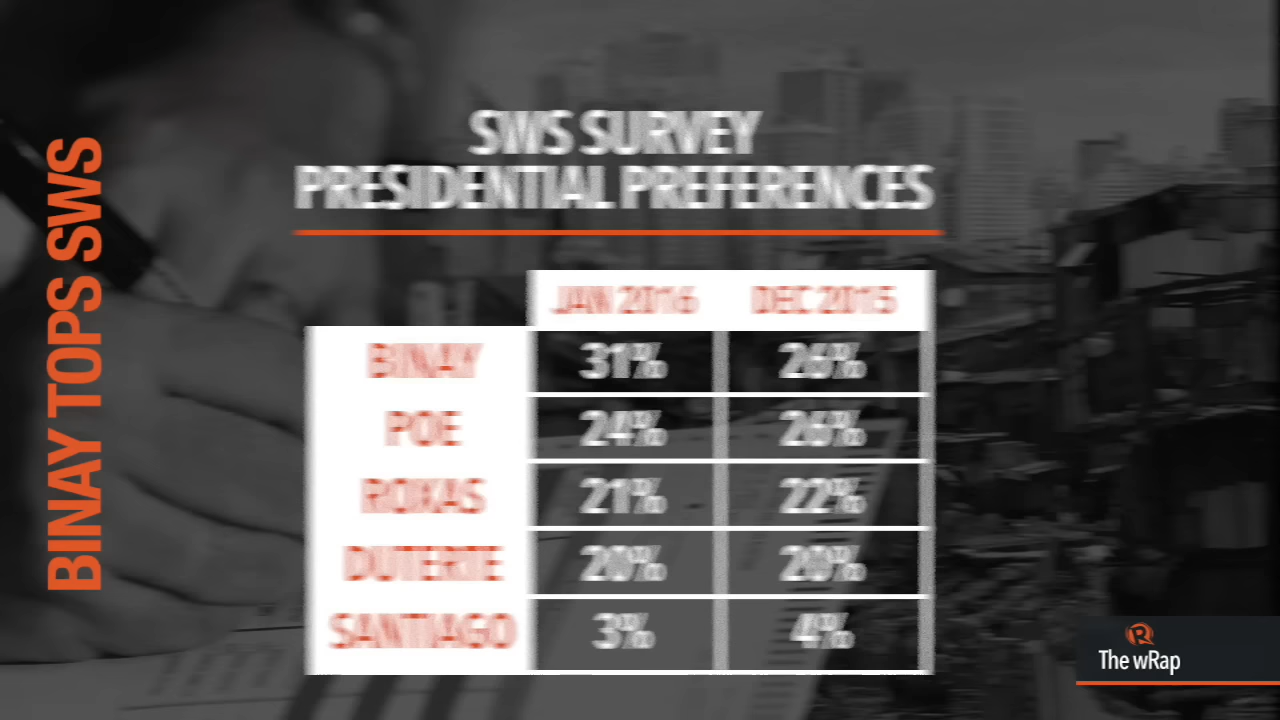 BINAY TOPS SWS
SWS SURVEY
PRESIDENTIAL PREFERENCES
JAN 2016 DEC 2015
BINAY 31% 26%
POE 24% 26%
ROXAS 21% 22%
DUTERTE 20% 20%
SANTIAGO 3% 4%
R
The wRap